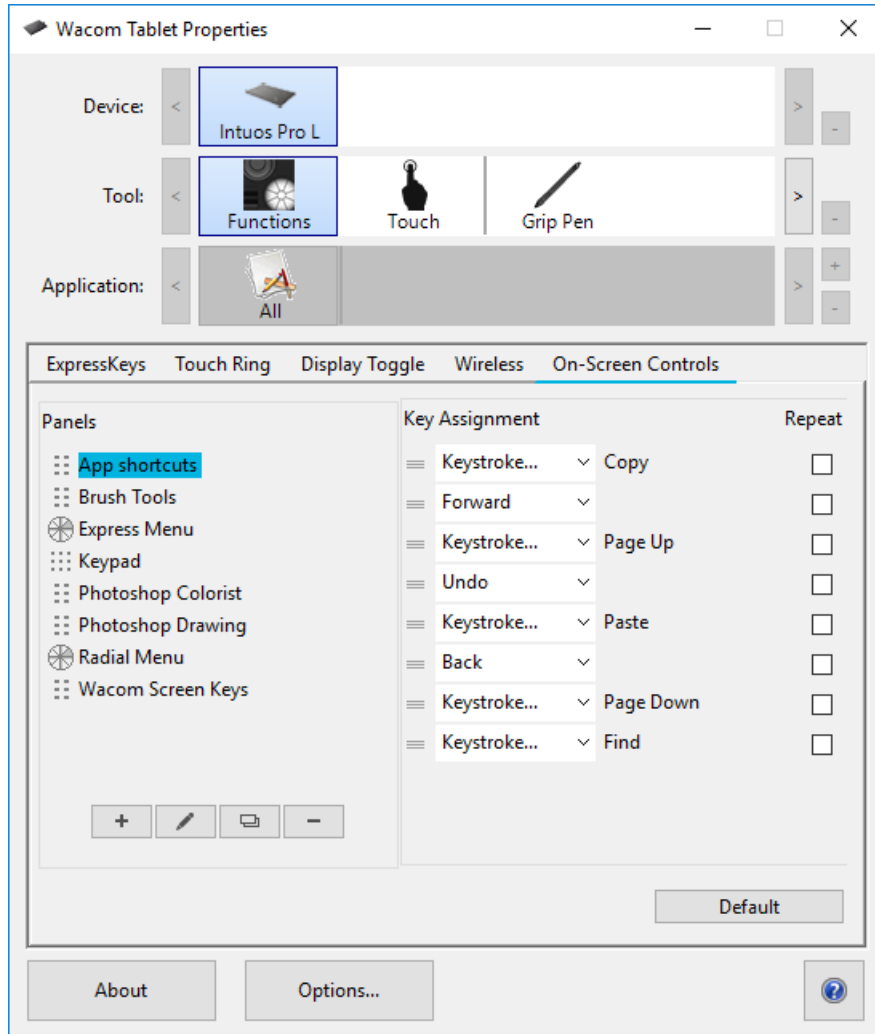 Wacom Tablet Properties
Device:
<
Intuos Pro L
>
-
Tool:
<
Functions
Touch
Grip Pen
>
-
Application:
<
All
>
+
-
ExpressKeys Touch Ring Display Toggle Wireless On-Screen Controls
Panels
App shortcuts
Brush Tools
Express Menu
Keypad
Photoshop Colorist
Photoshop Drawing
Radial Menu
Wacom Screen Keys
Key Assignment Repeat
Keystroke... Copy
Forward
Keystroke... Page Up
Undo
Keystroke... Paste
Back
Keystroke... Page Down
Keystroke... Find
Default
About Options... ?